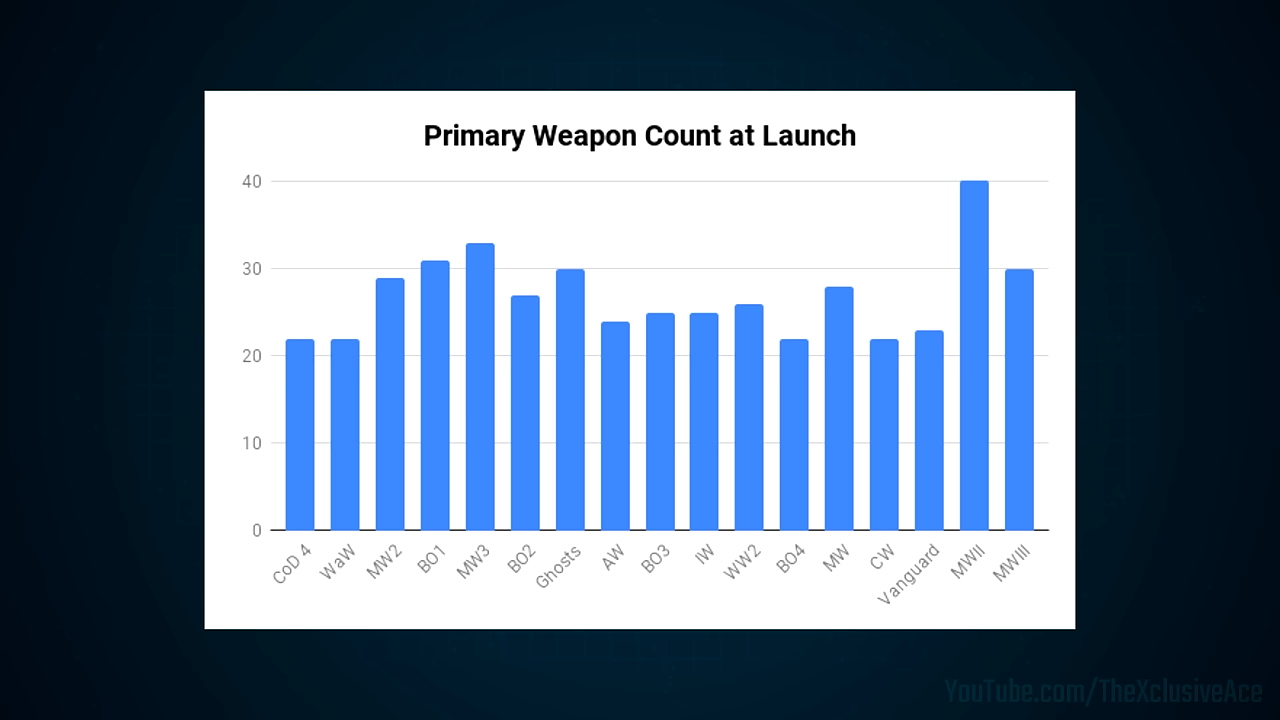 Primary Weapon Count at Launch
40
30
20
10
0
CoD 4
WaW
MW2
BO1
MW3
BO2
Ghosts
AW
BO3
IW
WW2
BO4
MW
CW
Vanguard
MWII
MWIII
YouTube.com/TheXclusiveAce